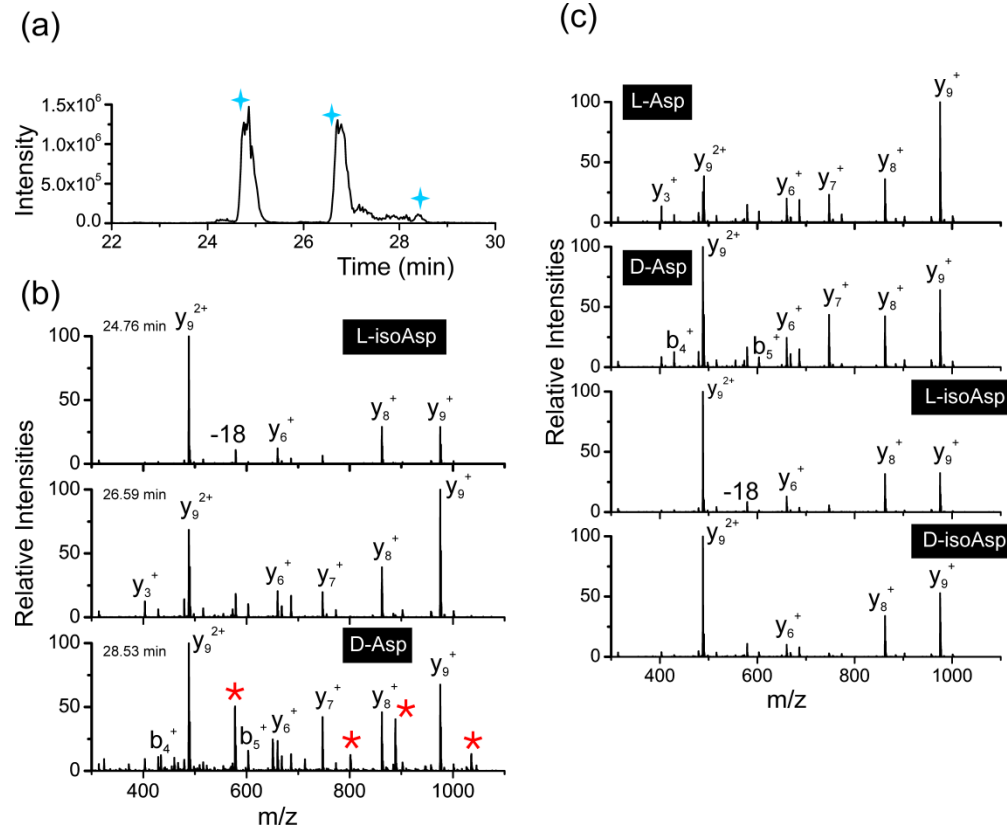 (a)
Intensity
1.5x10⁶
1.0x10⁶
5.0x10⁵
0.0
22 24 26 28 30
Time (min)
(b)
Relative Intensities
24.76 min
L-isoAsp
100
50
0
y₉²⁺
-18
y₆⁺
y₈⁺
y₉⁺
26.59 min
100
50
0
y₃⁺
y₉²⁺
y₆⁺
y₇⁺
y₈⁺
y₉⁺
28.53 min
D-Asp
100
50
0
b₄⁺
y₉²⁺
*
b₅⁺
y₆⁺
y₇⁺
*
y₈⁺
*
y₉⁺
*
400 600 800 1000
m/z
(c)
Relative Intensities
L-Asp
100
50
0
y₃⁺
y₉²⁺
y₆⁺
y₇⁺
y₈⁺
y₉⁺
D-Asp
100
50
0
b₄⁺
y₉²⁺
b₅⁺
y₆⁺
y₇⁺
y₈⁺
y₉⁺
L-isoAsp
100
50
0
y₉²⁺
-18
y₆⁺
y₈⁺
y₉⁺
D-isoAsp
100
50
0
y₉²⁺
y₆⁺
y₈⁺
y₉⁺
400 600 800 1000
m/z